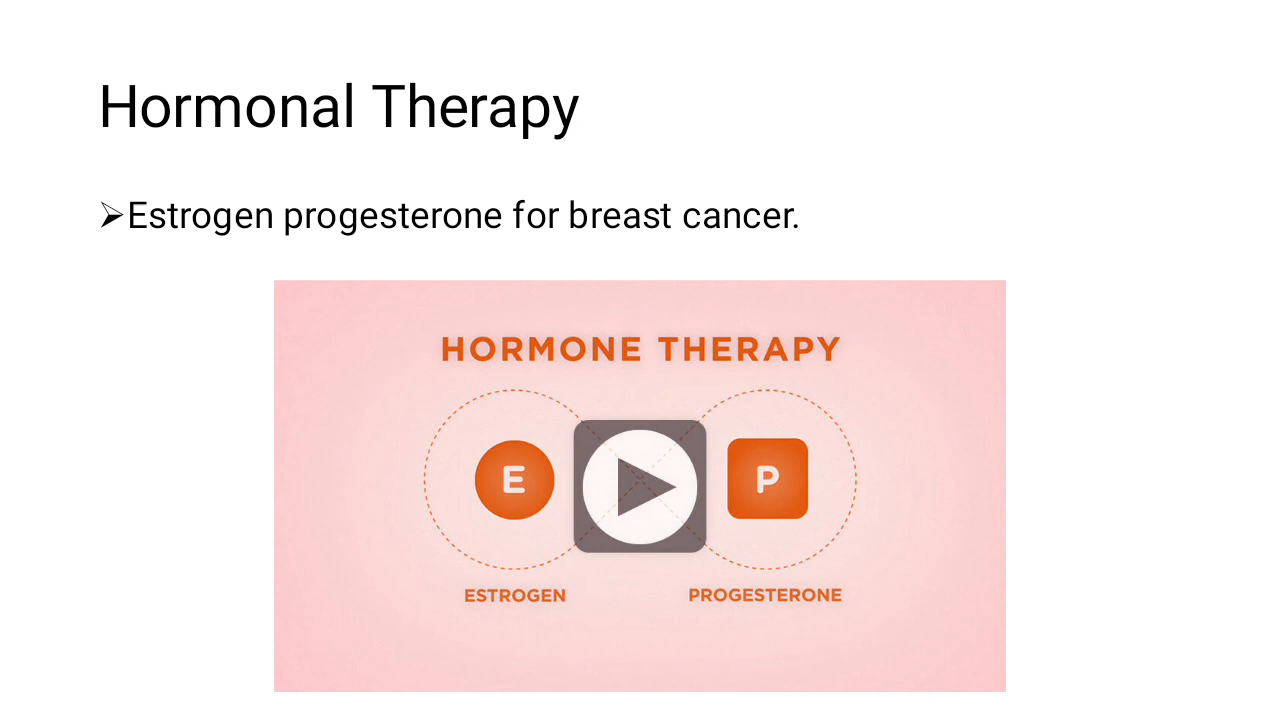 Hormonal Therapy
➢Estrogen progesterone for breast cancer.
HORMONE THERAPY
E P
ESTROGEN PROGESTERONE